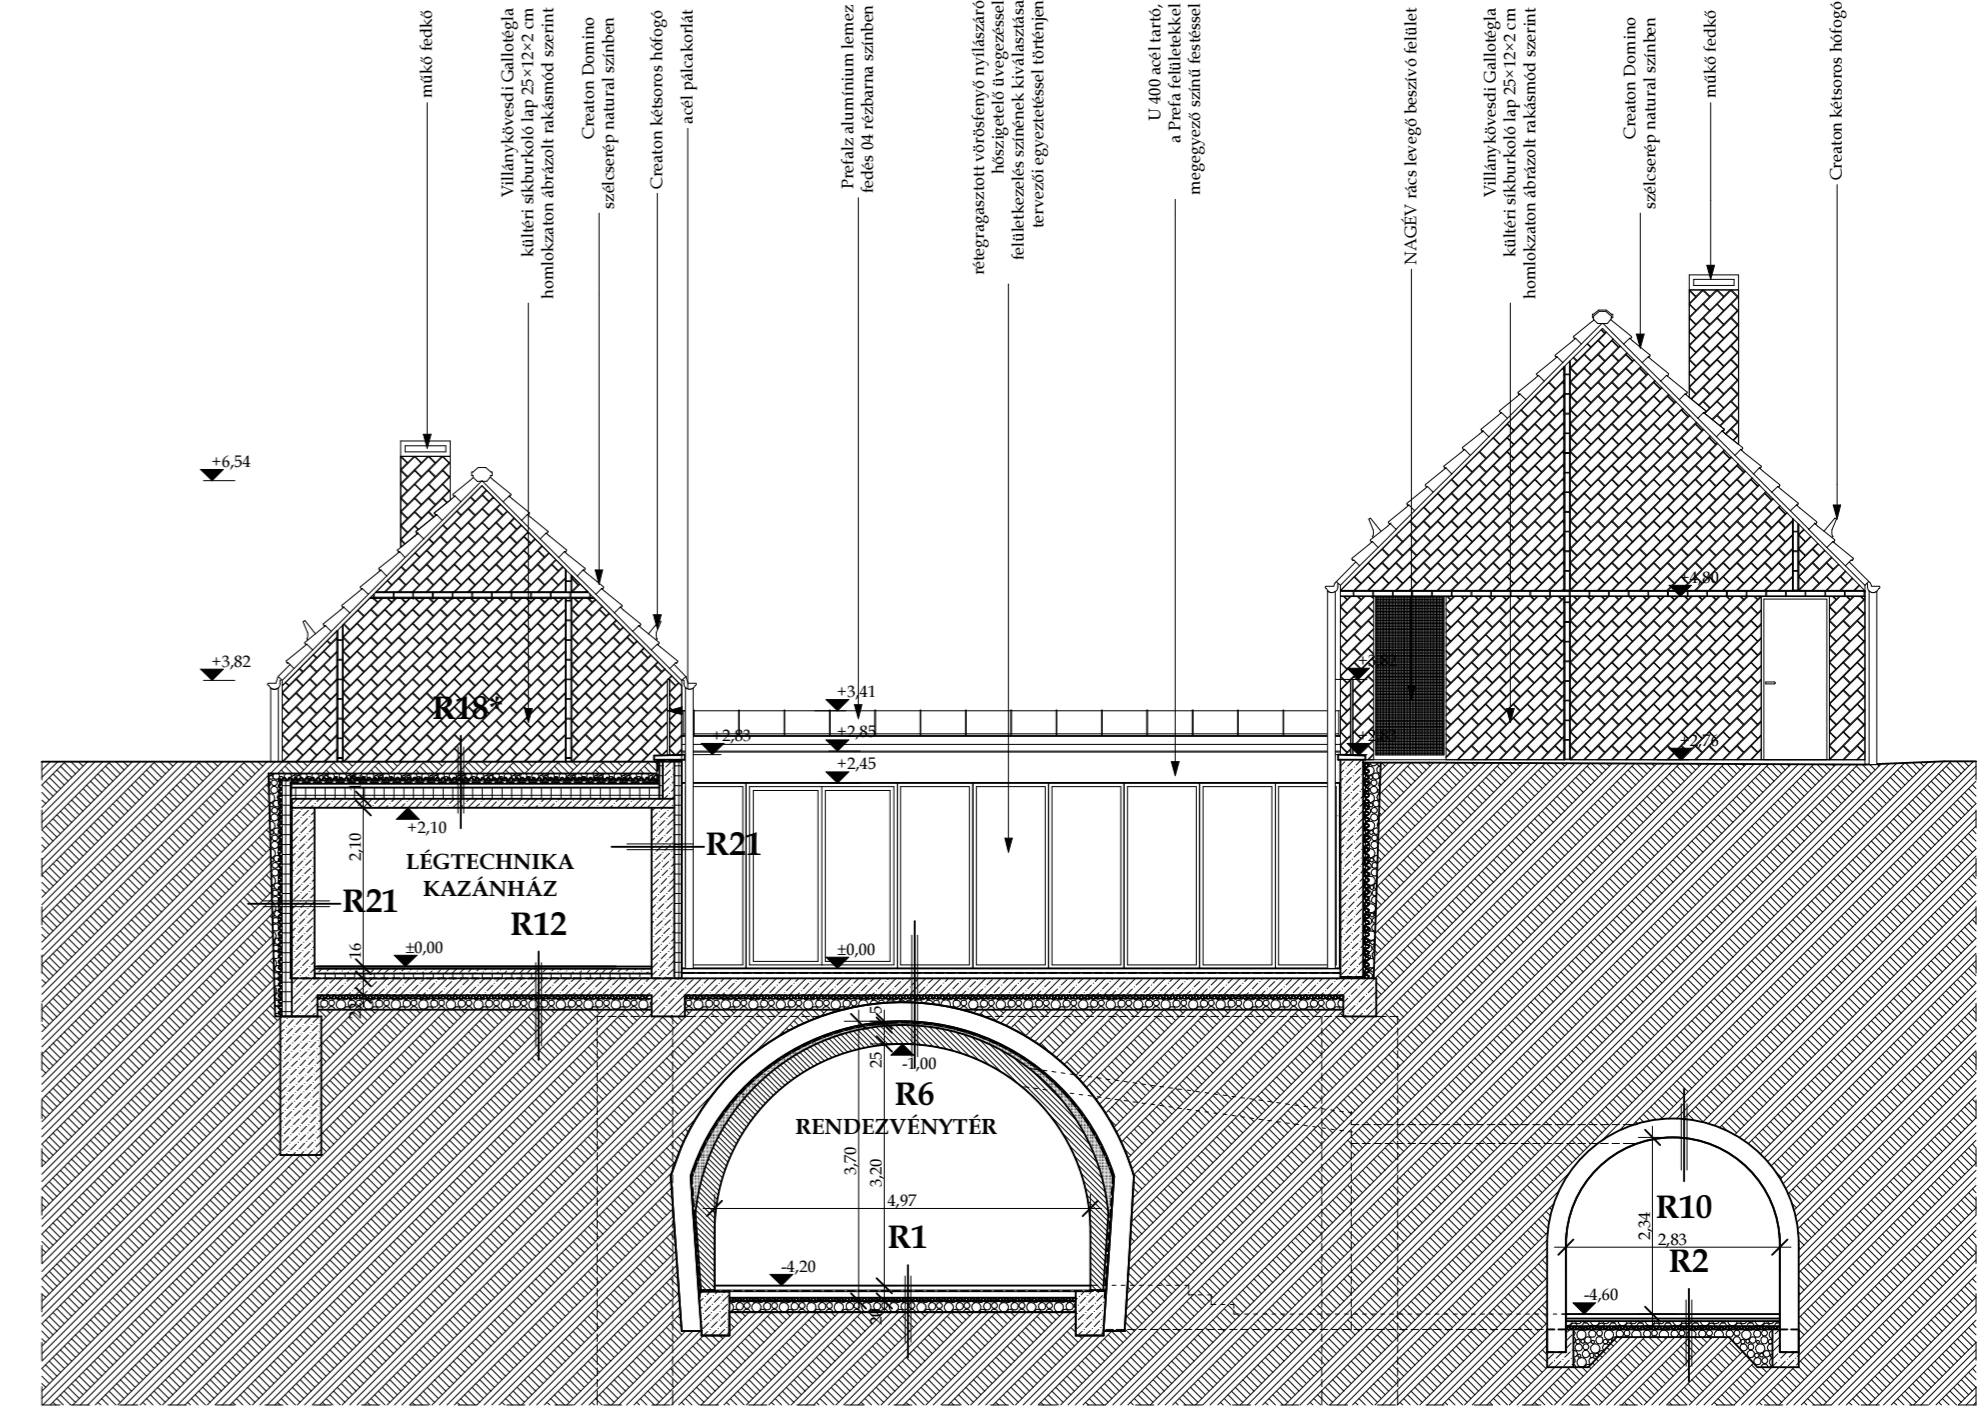 műkő fedkő
Villánykövesdi Gallotégla
kültéri síkburkoló lap 25×12×2 cm
homlokzaton ábrázolt rakásmód szerint
Creaton Domino
szélcserép natural színben
Creaton kétsoros hófogó
acél pálcakorlát
Prefalz alumínium lemez
fedés 04 rézbarna színben
rétegragasztott vörösfenyő nyílászáró
hőszigetelő üvegezéssel
felületkezelés színének kiválasztása
tervezői egyeztetéssel történjen
U 400 acél tartó,
a Prefa felületekkel
megegyező színű festéssel
NAGÉV rács levegő beszívó felület
Villánykövesdi Gallotégla
kültéri síkburkoló lap 25×12×2 cm
homlokzaton ábrázolt rakásmód szerint
Creaton Domino
szélcserép natural színben
műkő fedkő
Creaton kétsoros hófogó
+6,54
+3,82
R18*
+3,41
+2,83
+2,85
+2,45
+4,80
+3,82
+2,76
+2,10
2,10
LÉGTECHNIKA
KAZÁNHÁZ
R21
R21
R12
16
±0,00
±0,00
5
25
-1,00
R6
RENDEZVÉNYTÉR
3,70
3,20
4,97
R1
-4,20
R10
2,34
2,83
R2
-4,60